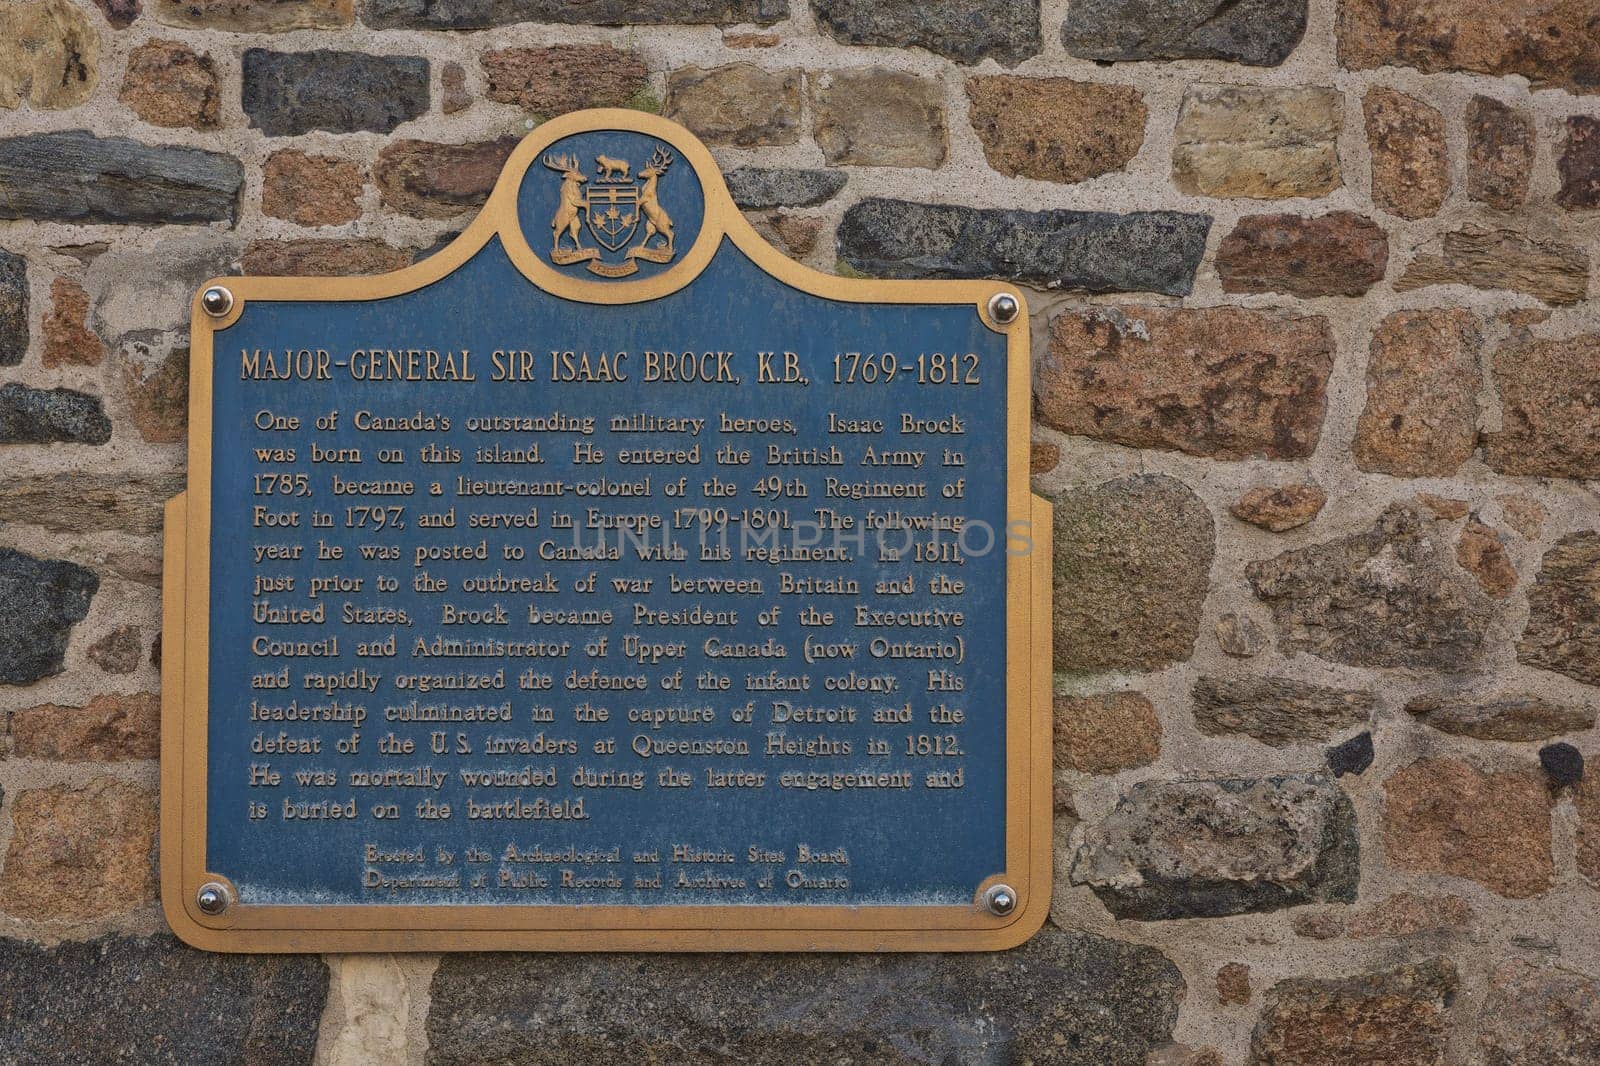 MAJOR-GENERAL SIR ISAAC BROCK, K.B., 1769-1812
One of Canada's outstanding military heroes, Isaac Brock
was born on this island. He entered the British Army in
1785, became a lieutenant-colonel of the 49th Regiment of
Foot in 1797, and served in Europe 1799-1801. The following
year he was posted to Canada with his regiment. In 1811,
just prior to the outbreak of war between Britain and the
United States, Brock became President of the Executive
Council and Administrator of Upper Canada (now Ontario)
and rapidly organized the defence of the infant colony. His
leadership culminated in the capture of Detroit and the
defeat of the U.S. invaders at Queenston Heights in 1812.
He was mortally wounded during the latter engagement and
is buried on the battlefield.
Erected by the Archaeological and Historic Sites Board,
Department of Public Records and Archives of Ontario
UNITIMPHOTOS